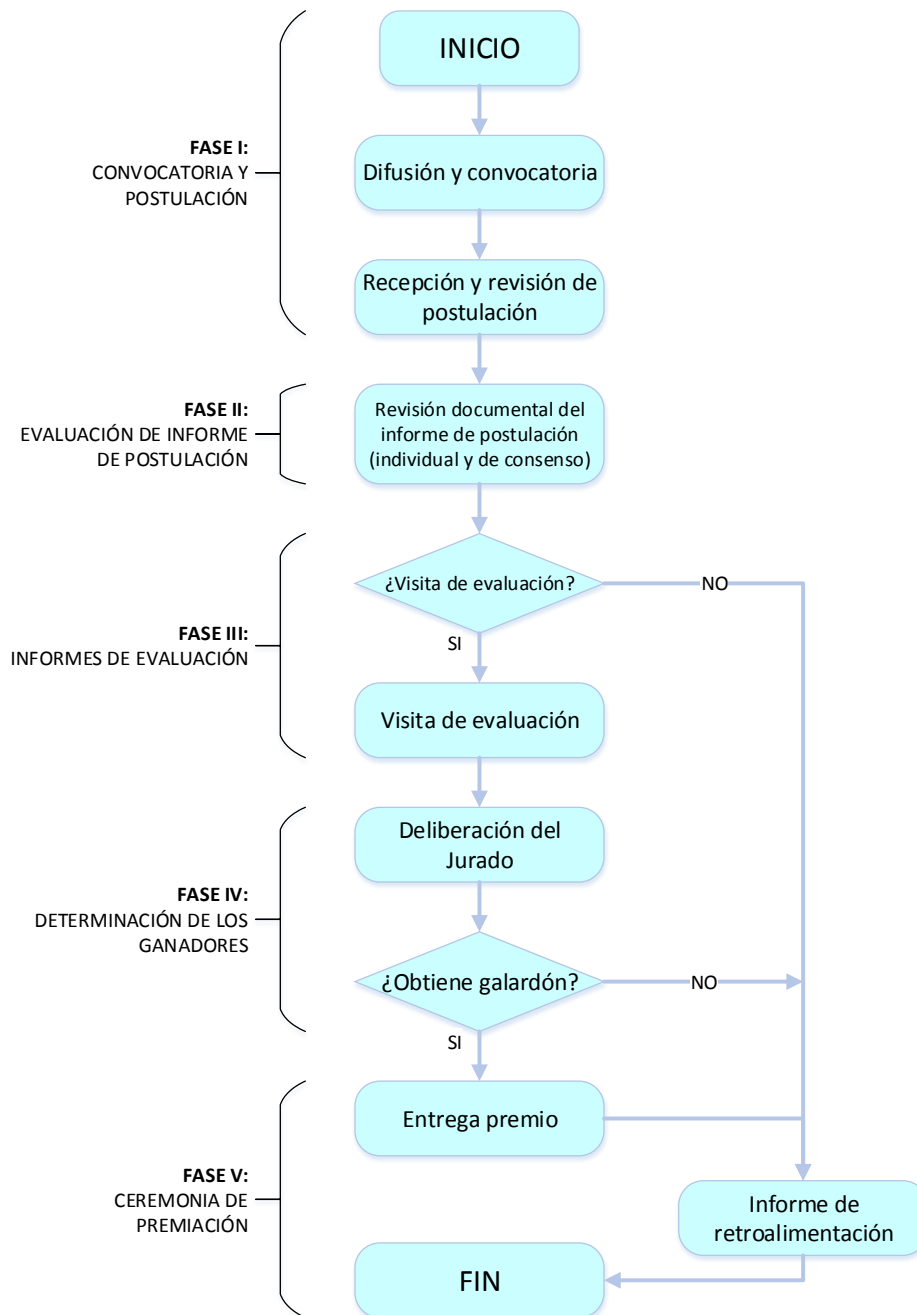 INICIO
FASE I:
CONVOCATORIA Y
POSTULACIÓN
Difusión y convocatoria
Recepción y revisión de
postulación
FASE II:
EVALUACIÓN DE INFORME
DE POSTULACIÓN
Revisión documental del
informe de postulación
(individual y de consenso)
¿Visita de evaluación?
NO
SI
FASE III:
INFORMES DE EVALUACIÓN
Visita de evaluación
Deliberación del
Jurado
FASE IV:
DETERMINACIÓN DE LOS
GANADORES
¿Obtiene galardón?
NO
SI
Entrega premio
FASE V:
CEREMONIA DE
PREMIACIÓN
Informe de
retroalimentación
FIN